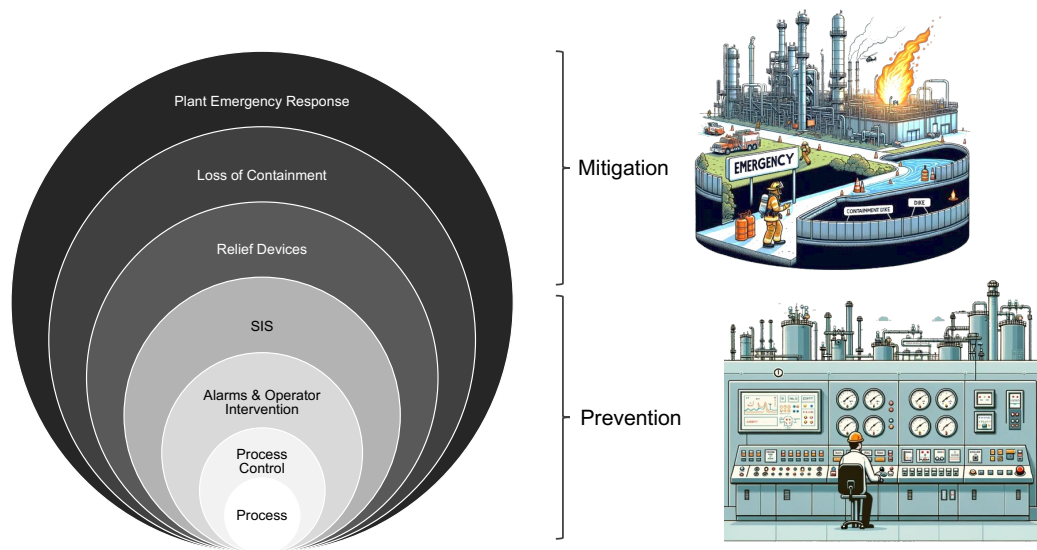 Plant Emergency Response
Loss of Containment
Relief Devices
SIS
Alarms & Operator
Intervention
Process
Control
Process
Mitigation
Prevention
EMERGENCY
CONTAINMENT DIKE
DIKE